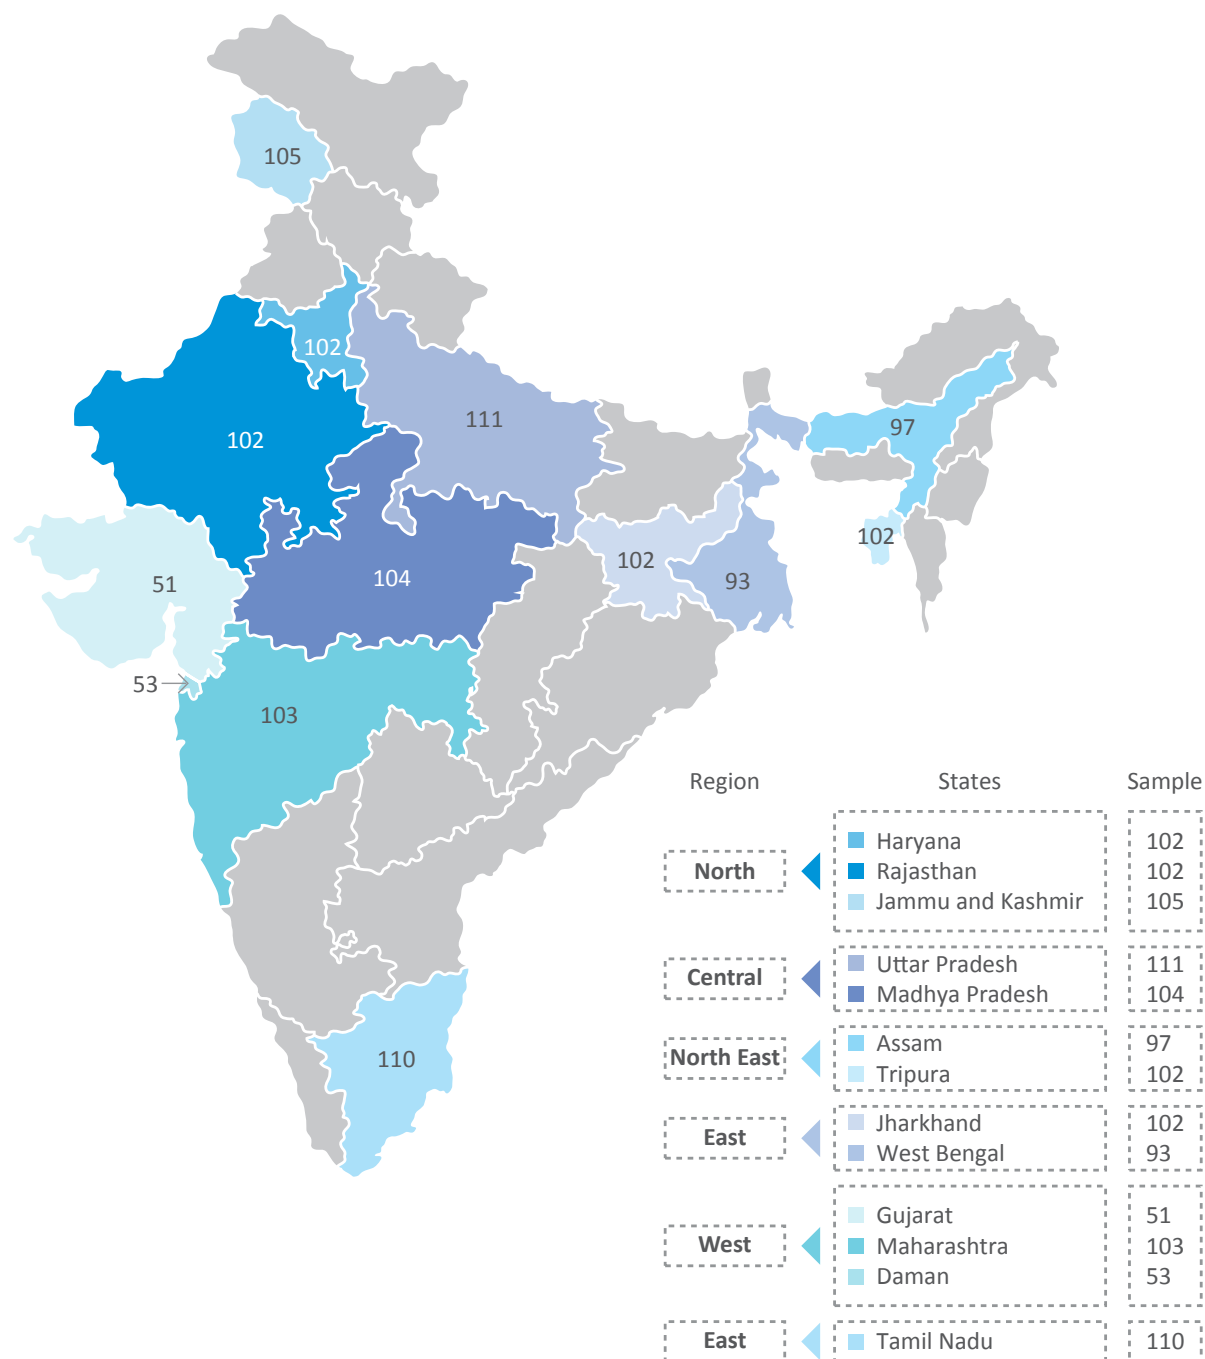 105
102
111
97
102
102
102
51
104
93
53
103
110
Region States Sample
Haryana 102
North Rajasthan 102
Jammu and Kashmir 105
Uttar Pradesh 111
Central
Madhya Pradesh 104
Assam 97
North East
Tripura 102
Jharkhand 102
East
West Bengal 93
Gujarat 51
West Maharashtra 103
Daman 53
East Tamil Nadu 110